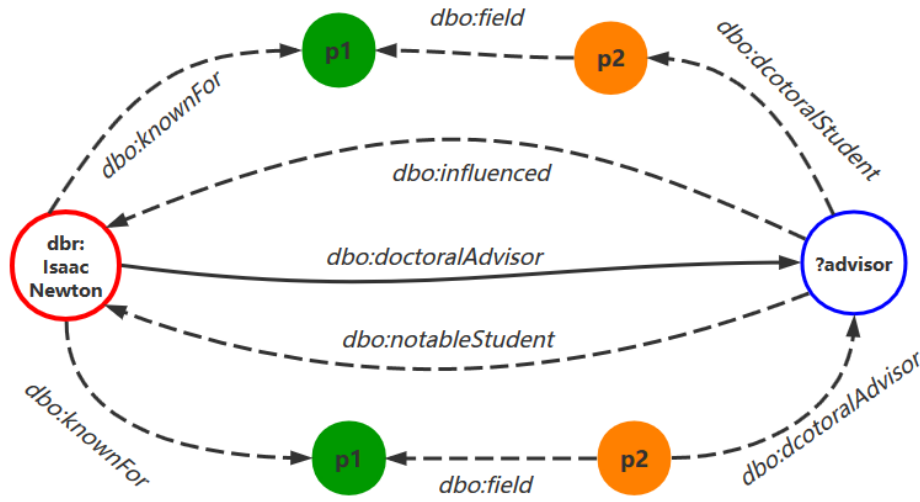 dbo:field
p1
p2
dbo:knownFor
dbo:dcotoralStudent
dbo:influenced
dbr:
Isaac
Newton
dbo:doctoralAdvisor
?advisor
dbo:notableStudent
dbo:knownFor
dbo:dcotoralAdvisor
p1
p2
dbo:field